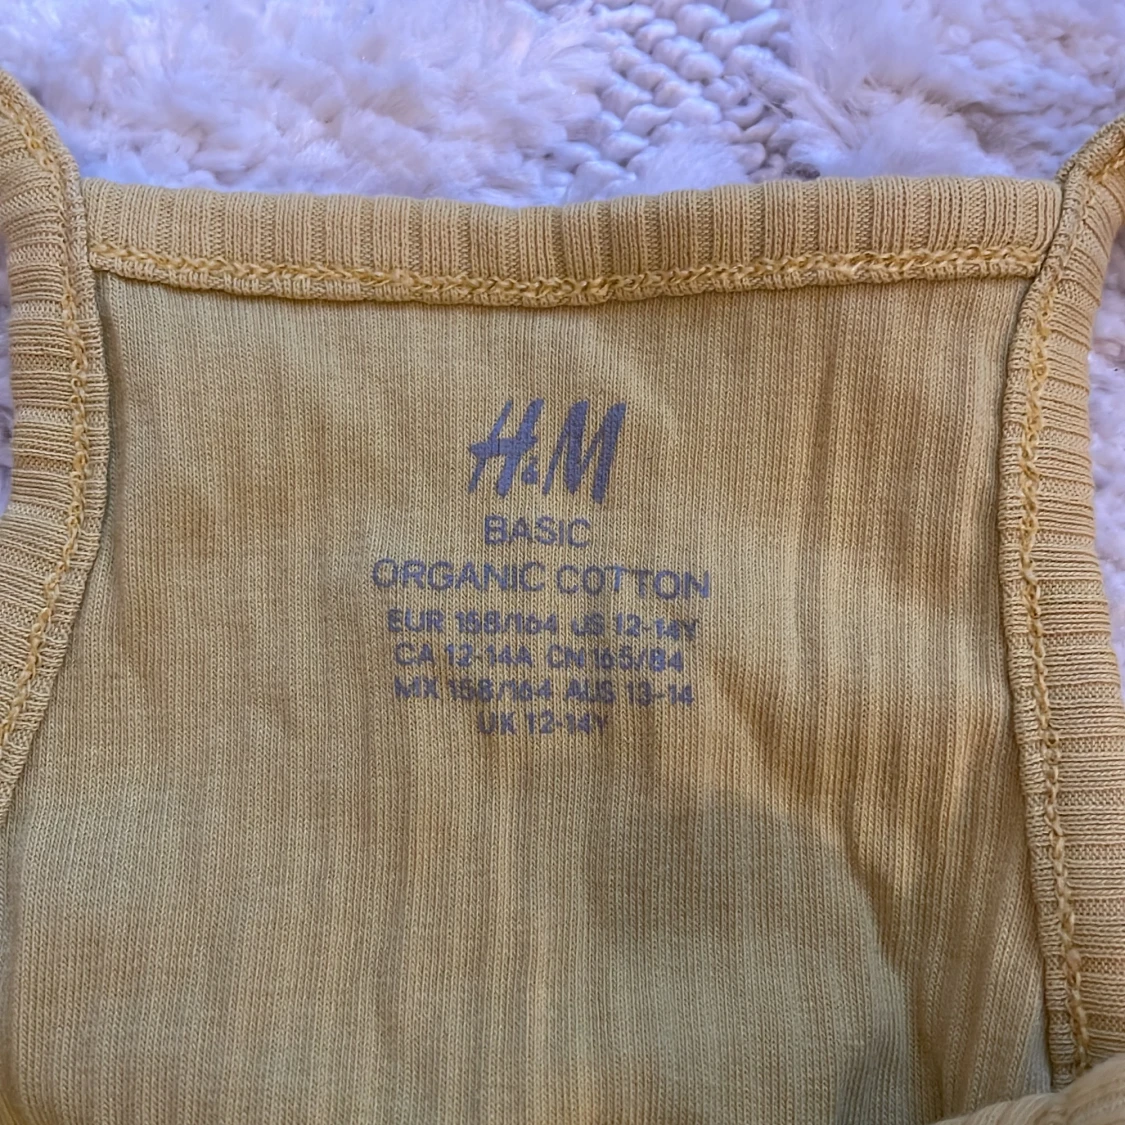 H&M
BASIC
ORGANIC COTTON
EUR 158/164 US 12-14Y
CA 12-14A CN 165/84
MX 158/164 AUS 13-14
UK 12-14Y